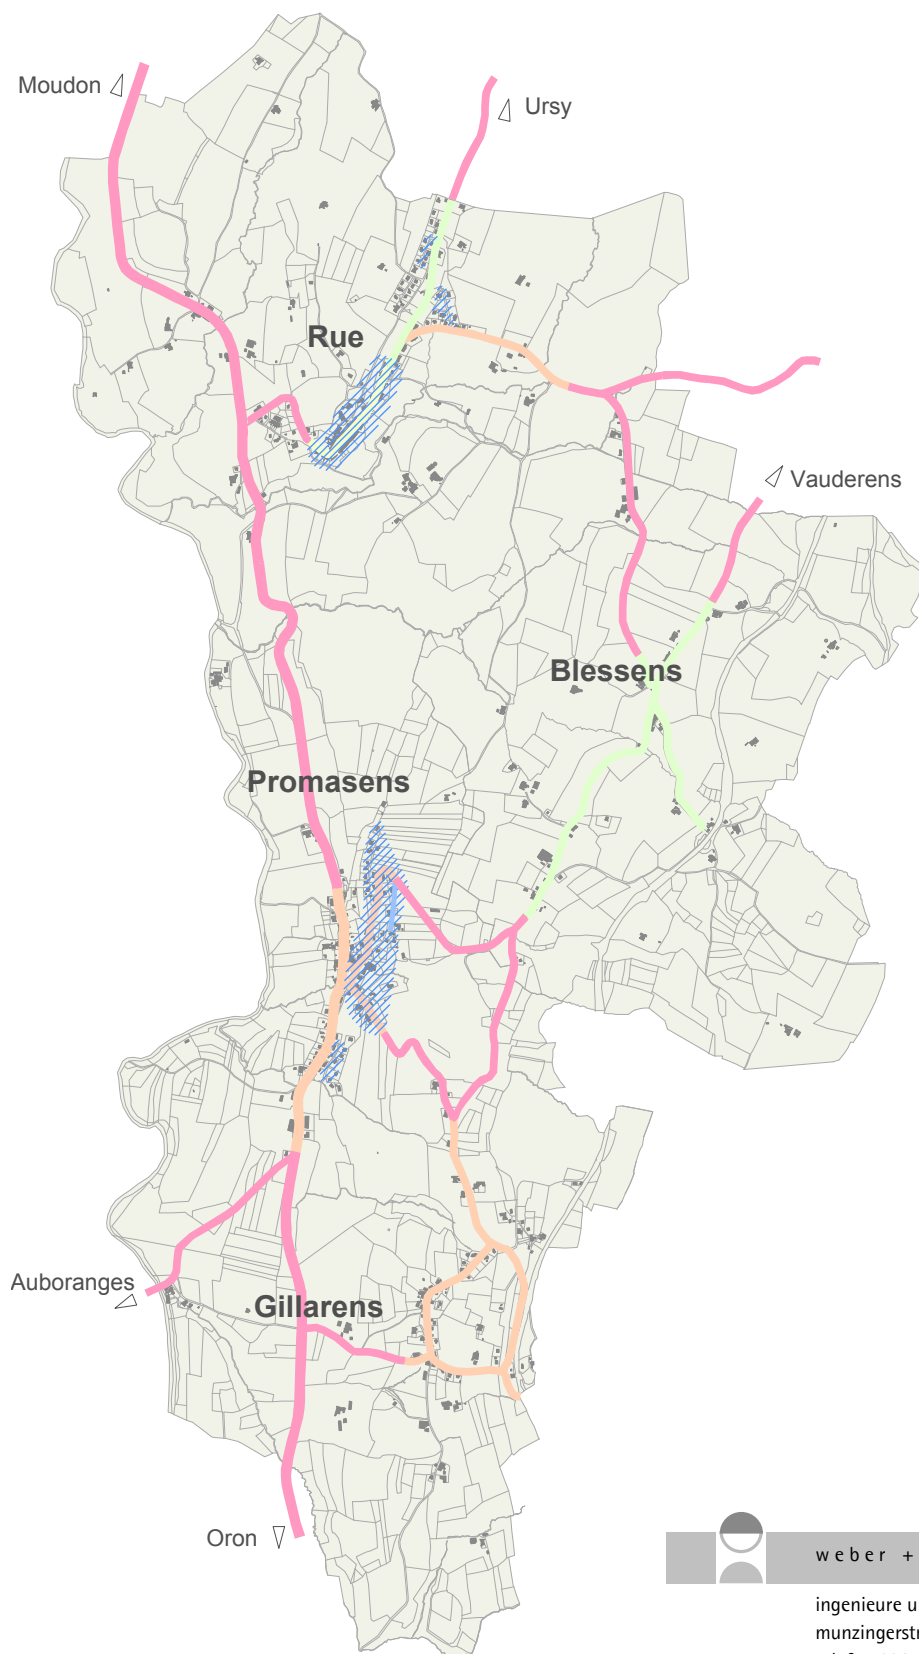 Moudon
Ursy
Rue
Vauderens
Blessens
Promasens
Auboranges
Gillarens
Oron
weber +
ingenieure u
munzingerstr